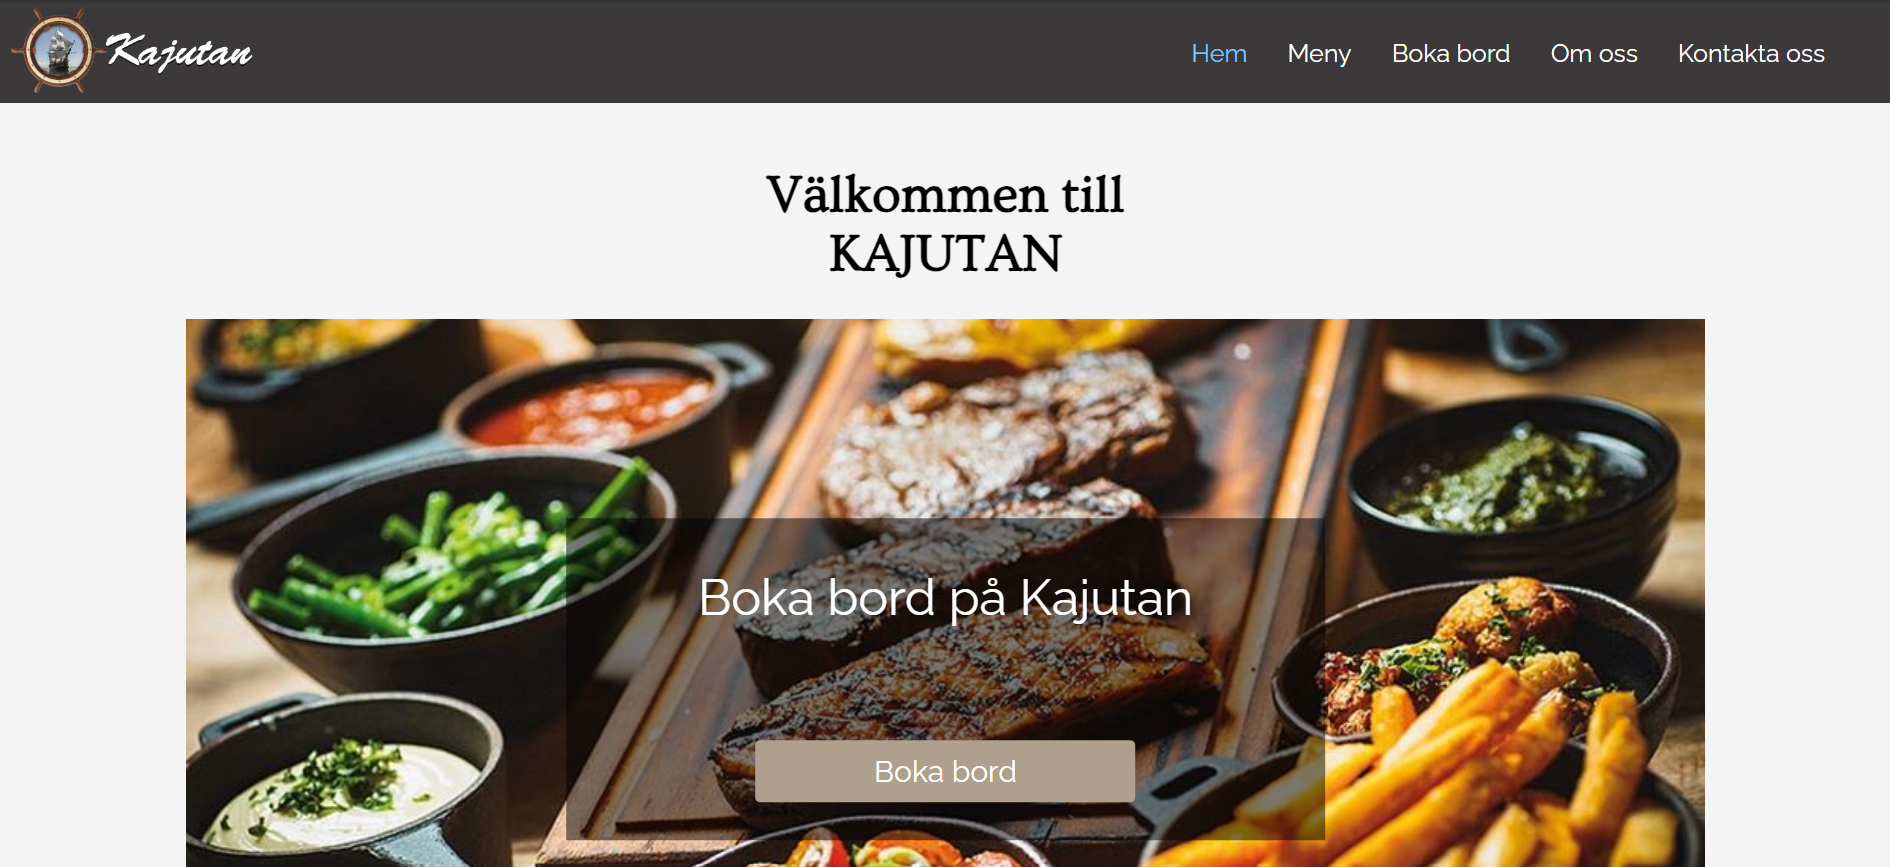 Kajutan
Hem
Meny
Boka bord
Om oss
Kontakta oss
Välkommen till
KAJUTAN
Boka bord på Kajutan
Boka bord